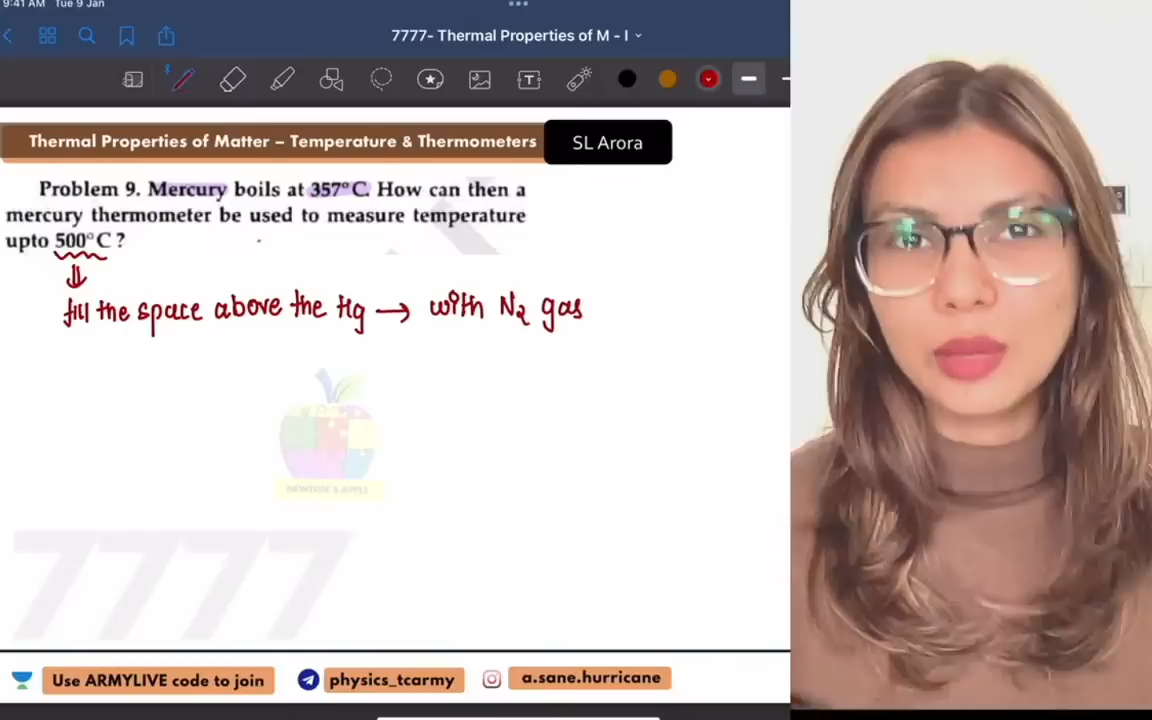 9:41 AM Tue 9 Jan
7777- Thermal Properties of M - I
T
Thermal Properties of Matter – Temperature & Thermometers
SL Arora
Problem 9. Mercury boils at 357°C. How can then a
mercury thermometer be used to measure temperature
upto 500°C ?
fill the space above the Hg → with N2 gas
NEWTON'S APPLE
7777
Use ARMYLIVE code to join
physics_tcarmy
a.sane.hurricane